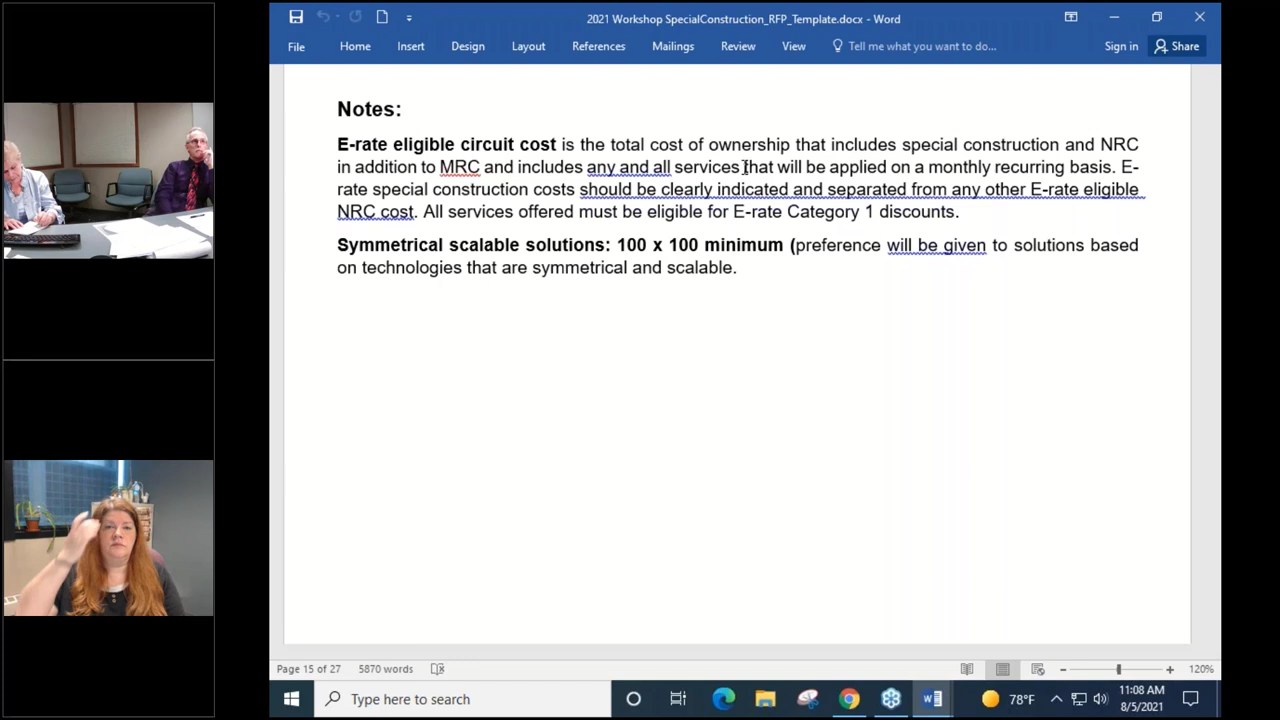 2021 Workshop SpecialConstruction_RFP_Template.docx - Word
File Home Insert Design Layout References Mailings Review View Tell me what you want to do... Sign in Share
Notes:
E-rate eligible circuit cost is the total cost of ownership that includes special construction and NRC
in addition to MRC and includes any and all services that will be applied on a monthly recurring basis. E-
rate special construction costs should be clearly indicated and separated from any other E-rate eligible
NRC cost. All services offered must be eligible for E-rate Category 1 discounts.
Symmetrical scalable solutions: 100 x 100 minimum (preference will be given to solutions based
on technologies that are symmetrical and scalable.
Page 15 of 27 5870 words 120%
Type here to search 78°F 11:08 AM
8/5/2021